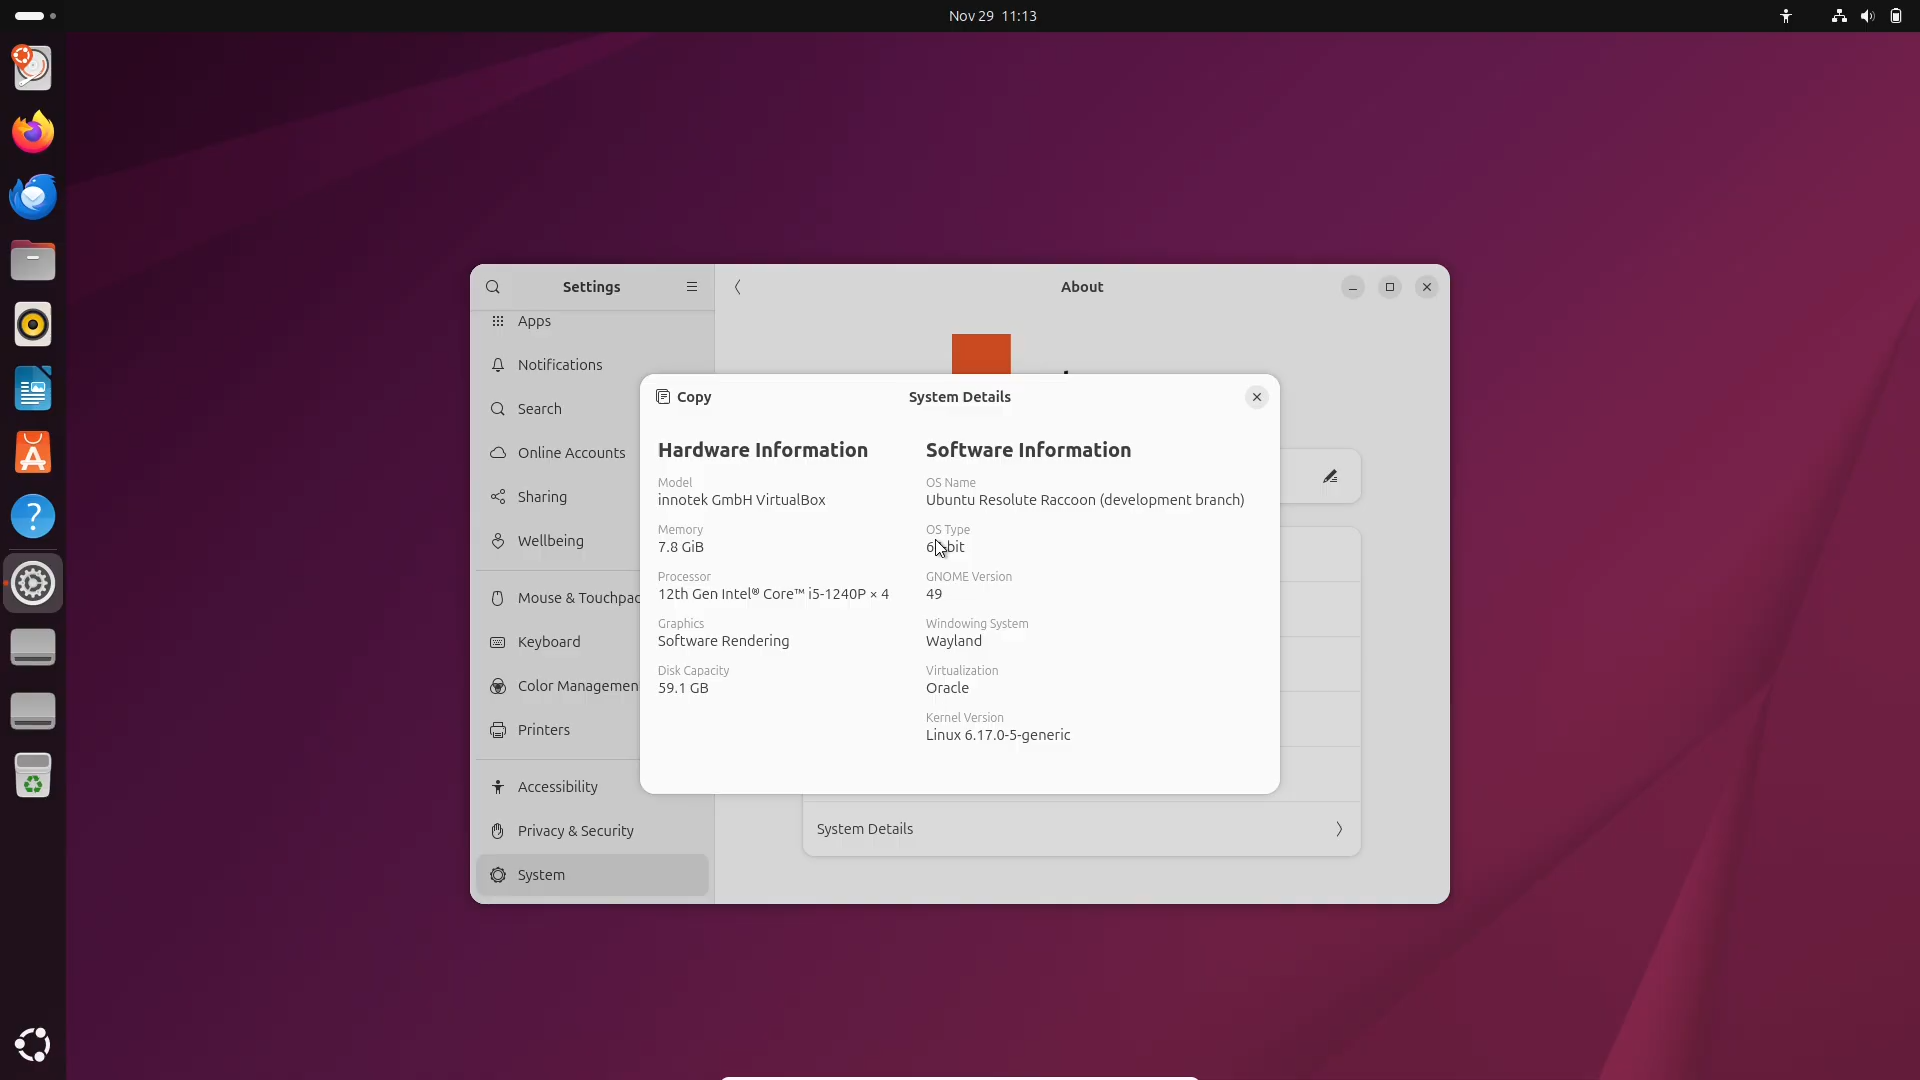 Nov 29 11:13
Settings
About
Apps
Notifications
Search
Online Accounts
Sharing
Wellbeing
Mouse & Touchpad
Keyboard
Color Management
Printers
Accessibility
Privacy & Security
System
Copy
System Details
Hardware Information
Model
innotek GmbH VirtualBox
Memory
7.8 GiB
Processor
12th Gen Intel® Core™ i5-1240P × 4
Graphics
Software Rendering
Disk Capacity
59.1 GB
Software Information
OS Name
Ubuntu Resolute Raccoon (development branch)
OS Type
64-bit
GNOME Version
49
Windowing System
Wayland
Virtualization
Oracle
Kernel Version
Linux 6.17.0-5-generic
System Details